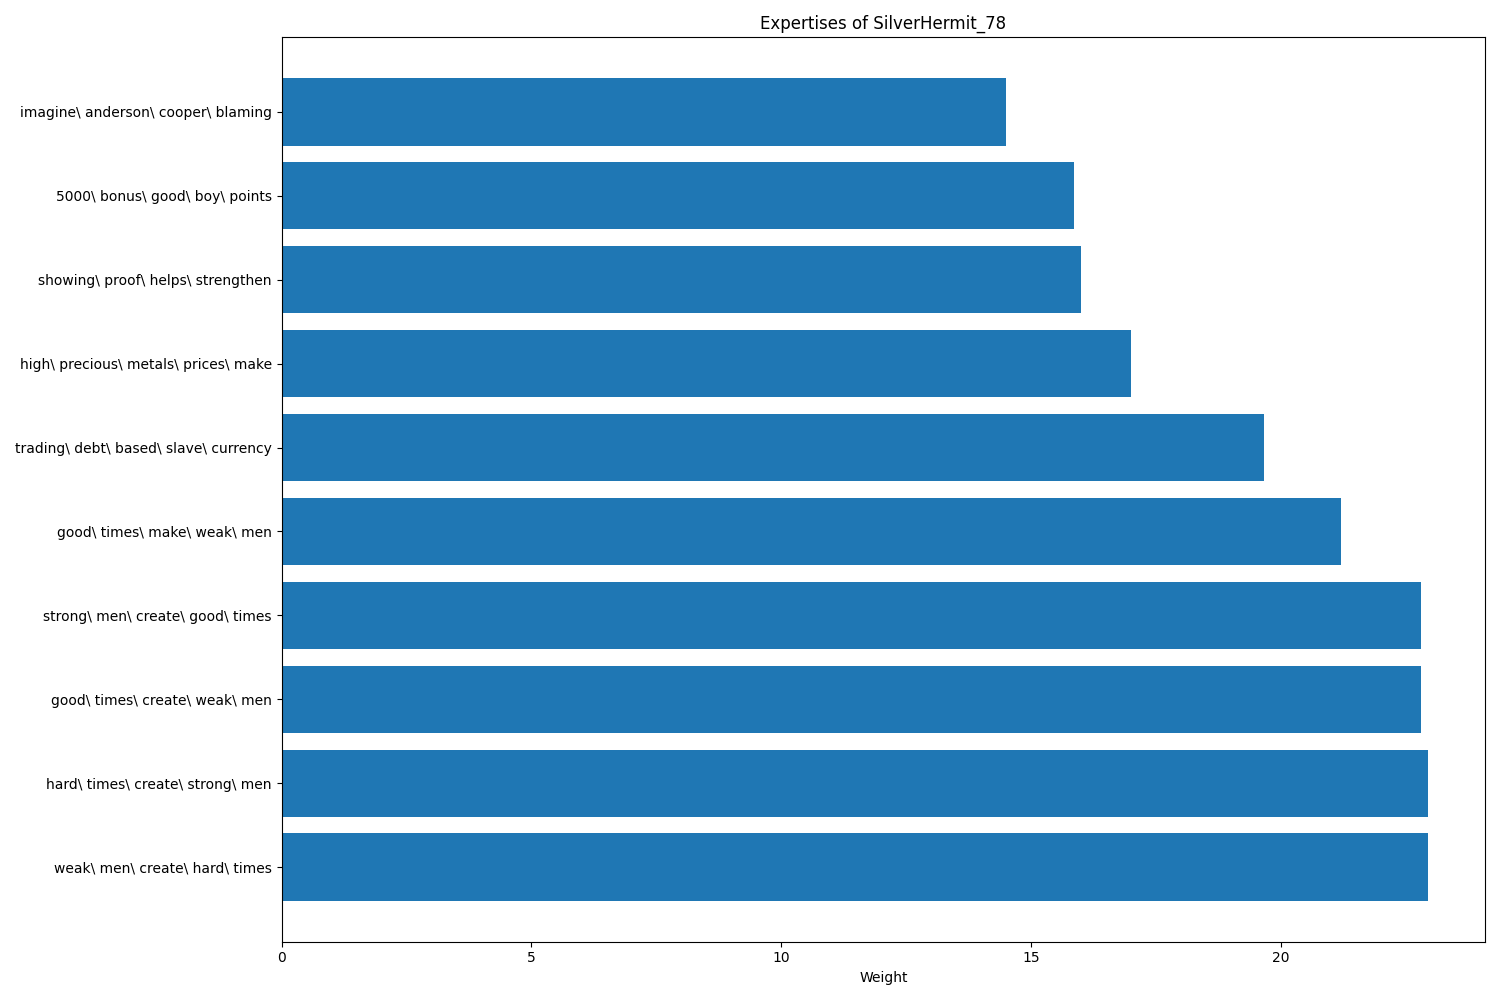 Expertises of SilverHermit_78
imagine\ anderson\ cooper\ blaming
5000\ bonus\ good\ boy\ points
showing\ proof\ helps\ strengthen
high\ precious\ metals\ prices\ make
trading\ debt\ based\ slave\ currency
good\ times\ make\ weak\ men
strong\ men\ create\ good\ times
good\ times\ create\ weak\ men
hard\ times\ create\ strong\ men
weak\ men\ create\ hard\ times
0 5 10 15 20
Weight